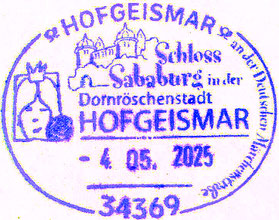 HOFGEISMAR
Schloss
Sababurg in der
Dornröschenstadt
HOFGEISMAR
an der Deutschen Märchenstraße
- 4. 05. 2025
34369